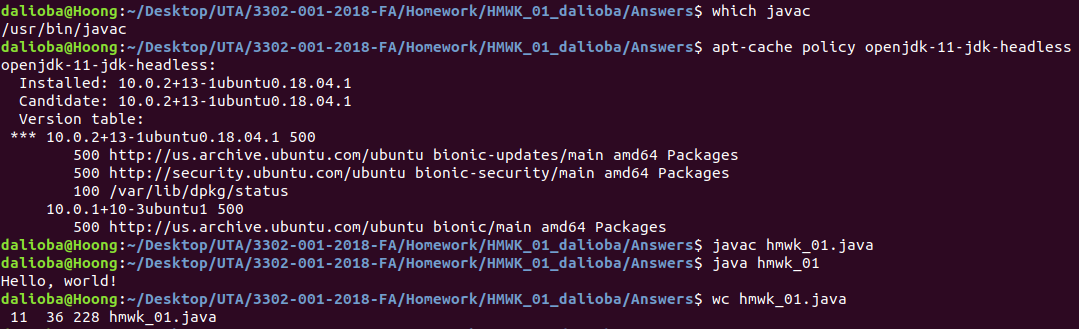 dalioba@Hoong:~/Desktop/UTA/3302-001-2018-FA/Homework/HMWK_01_dalioba/Answers$ which javac
/usr/bin/javac
dalioba@Hoong:~/Desktop/UTA/3302-001-2018-FA/Homework/HMWK_01_dalioba/Answers$ apt-cache policy openjdk-11-jdk-headless
openjdk-11-jdk-headless:
  Installed: 10.0.2+13-1ubuntu0.18.04.1
  Candidate: 10.0.2+13-1ubuntu0.18.04.1
  Version table:
 *** 10.0.2+13-1ubuntu0.18.04.1 500
        500 http://us.archive.ubuntu.com/ubuntu bionic-updates/main amd64 Packages
        500 http://security.ubuntu.com/ubuntu bionic-security/main amd64 Packages
        100 /var/lib/dpkg/status
     10.0.1+10-3ubuntu1 500
        500 http://us.archive.ubuntu.com/ubuntu bionic/main amd64 Packages
dalioba@Hoong:~/Desktop/UTA/3302-001-2018-FA/Homework/HMWK_01_dalioba/Answers$ javac hmwk_01.java
dalioba@Hoong:~/Desktop/UTA/3302-001-2018-FA/Homework/HMWK_01_dalioba/Answers$ java hmwk_01
Hello, world!
dalioba@Hoong:~/Desktop/UTA/3302-001-2018-FA/Homework/HMWK_01_dalioba/Answers$ wc hmwk_01.java
 11  36 228 hmwk_01.java